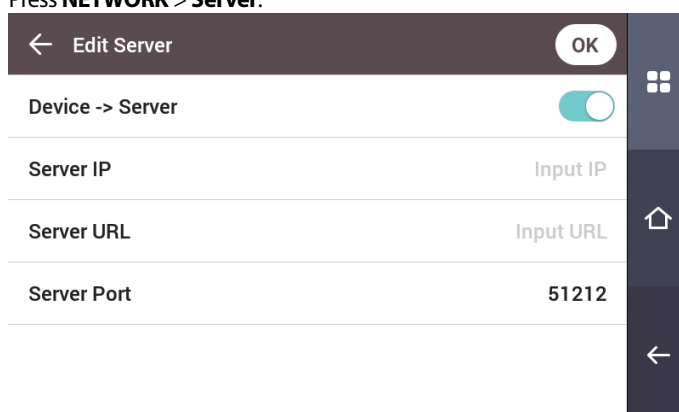 Press NETWORK > Server.
Edit Server
OK
Device -> Server
Server IP
Input IP
Server URL
Input URL
Server Port
51212